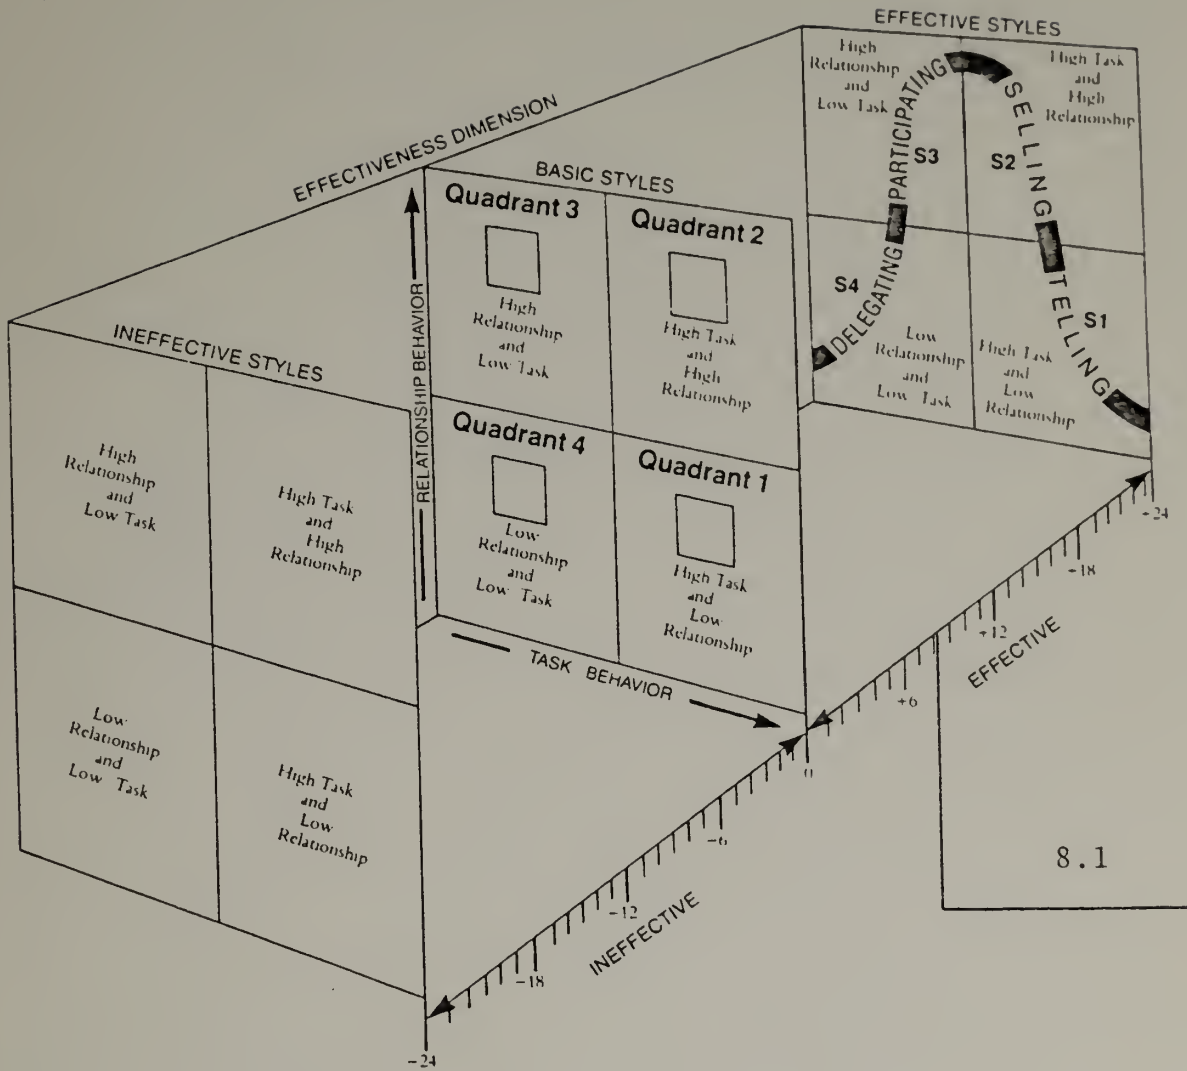 EFFECTIVE STYLES
High
Relationship
and
Low Task
High Task
and
High
Relationship
PARTICIPATING
SELLING
S3
S2
DELEGATING
TELLING
S4
S1
Low
Relationship
and
Low Task
High Task
and
Low
Relationship
EFFECTIVENESS DIMENSION
BASIC STYLES
Quadrant 3
High
Relationship
and
Low Task
Quadrant 2
High Task
and
High
Relationship
Quadrant 4
Low
Relationship
and
Low Task
Quadrant 1
High Task
and
Low
Relationship
RELATIONSHIP BEHAVIOR
TASK BEHAVIOR
INEFFECTIVE STYLES
High
Relationship
and
Low Task
High Task
and
High
Relationship
Low
Relationship
and
Low Task
High Task
and
Low
Relationship
+24
+18
+12
+6
EFFECTIVE
0
-6
-12
-18
-24
INEFFECTIVE
8.1